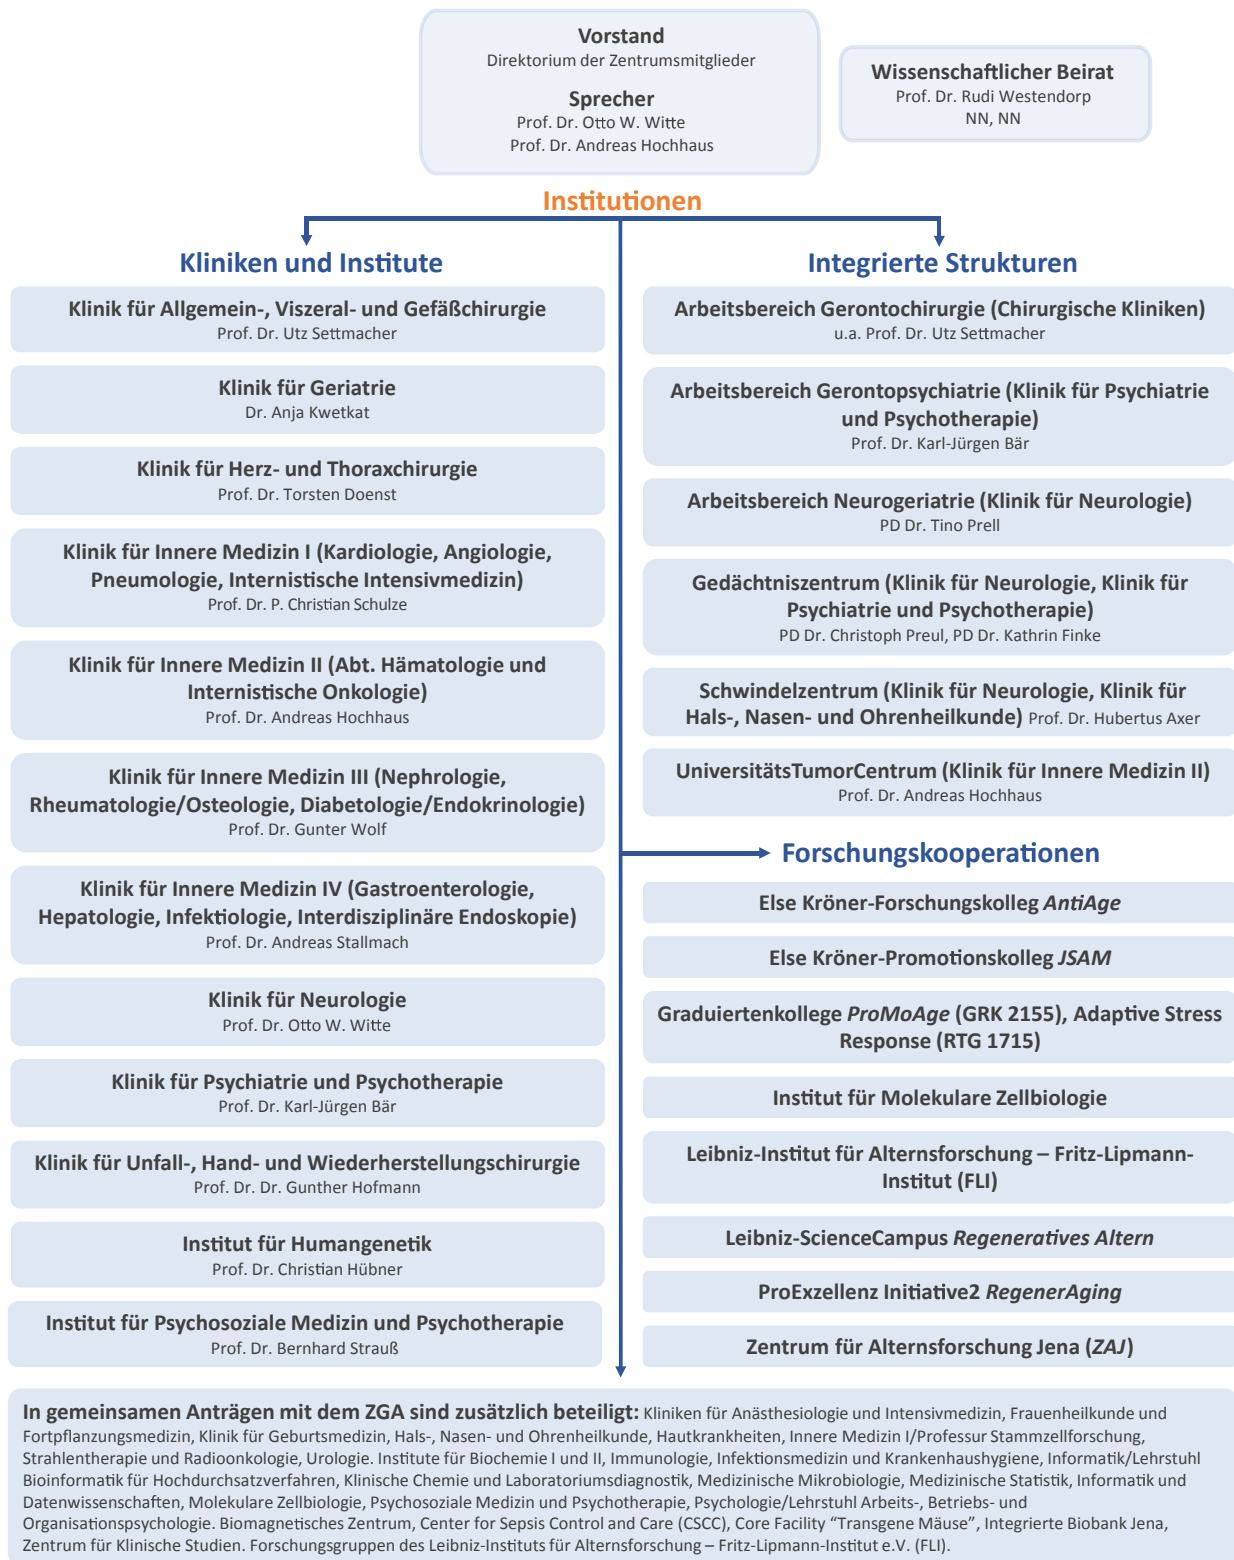 Vorstand
Direktorium der Zentrumsmitglieder
Sprecher
Prof. Dr. Otto W. Witte
Prof. Dr. Andreas Hochhaus
Wissenschaftlicher Beirat
Prof. Dr. Rudi Westendorp
NN, NN
Institutionen
Kliniken und Institute
Klinik für Allgemein-, Viszeral- und Gefäßchirurgie
Prof. Dr. Utz Settmacher
Klinik für Geriatrie
Dr. Anja Kwetkat
Klinik für Herz- und Thoraxchirurgie
Prof. Dr. Torsten Doenst
Klinik für Innere Medizin I (Kardiologie, Angiologie,
Pneumologie, Internistische Intensivmedizin)
Prof. Dr. P. Christian Schulze
Klinik für Innere Medizin II (Abt. Hämatologie und
Internistische Onkologie)
Prof. Dr. Andreas Hochhaus
Klinik für Innere Medizin III (Nephrologie,
Rheumatologie/Osteologie, Diabetologie/Endokrinologie)
Prof. Dr. Gunter Wolf
Klinik für Innere Medizin IV (Gastroenterologie,
Hepatologie, Infektiologie, Interdisziplinäre Endoskopie)
Prof. Dr. Andreas Stallmach
Klinik für Neurologie
Prof. Dr. Otto W. Witte
Klinik für Psychiatrie und Psychotherapie
Prof. Dr. Karl-Jürgen Bär
Klinik für Unfall-, Hand- und Wiederherstellungschirurgie
Prof. Dr. Dr. Gunther Hofmann
Institut für Humangenetik
Prof. Dr. Christian Hübner
Institut für Psychosoziale Medizin und Psychotherapie
Prof. Dr. Bernhard Strauß
Integrierte Strukturen
Arbeitsbereich Gerontochirurgie (Chirurgische Kliniken)
u.a. Prof. Dr. Utz Settmacher
Arbeitsbereich Gerontopsychiatrie (Klinik für Psychiatrie
und Psychotherapie)
Prof. Dr. Karl-Jürgen Bär
Arbeitsbereich Neurogeriatrie (Klinik für Neurologie)
PD Dr. Tino Prell
Gedächtniszentrum (Klinik für Neurologie, Klinik für
Psychiatrie und Psychotherapie)
PD Dr. Christoph Preul, PD Dr. Kathrin Finke
Schwindelzentrum (Klinik für Neurologie, Klinik für
Hals-, Nasen- und Ohrenheilkunde) Prof. Dr. Hubertus Axer
UniversitätsTumorCentrum (Klinik für Innere Medizin II)
Prof. Dr. Andreas Hochhaus
Forschungskooperationen
Else Kröner-Forschungskolleg AntiAge
Else Kröner-Promotionskolleg JSAM
Graduiertenkollege ProMoAge (GRK 2155), Adaptive Stress
Response (RTG 1715)
Institut für Molekulare Zellbiologie
Leibniz-Institut für Alternsforschung – Fritz-Lipmann-
Institut (FLI)
Leibniz-ScienceCampus Regeneratives Altern
ProExzellenz Initiative2 RegenerAging
Zentrum für Alternsforschung Jena (ZAJ)
In gemeinsamen Anträgen mit dem ZGA sind zusätzlich beteiligt: Kliniken für Anästhesiologie und Intensivmedizin, Frauenheilkunde und
Fortpflanzungsmedizin, Klinik für Geburtsmedizin, Hals-, Nasen- und Ohrenheilkunde, Hautkrankheiten, Innere Medizin I/Professur Stammzellforschung,
Strahlentherapie und Radioonkologie, Urologie. Institute für Biochemie I und II, Immunologie, Infektionsmedizin und Krankenhaushygiene, Informatik/Lehrstuhl
Bioinformatik für Hochdurchsatzverfahren, Klinische Chemie und Laboratoriumsdiagnostik, Medizinische Mikrobiologie, Medizinische Statistik, Informatik und
Datenwissenschaften, Molekulare Zellbiologie, Psychosoziale Medizin und Psychotherapie, Psychologie/Lehrstuhl Arbeits-, Betriebs- und
Organisationspsychologie. Biomagnetisches Zentrum, Center for Sepsis Control and Care (CSCC), Core Facility “Transgene Mäuse”, Integrierte Biobank Jena,
Zentrum für Klinische Studien. Forschungsgruppen des Leibniz-Instituts für Alternsforschung – Fritz-Lipmann-Institut e.V. (FLI).